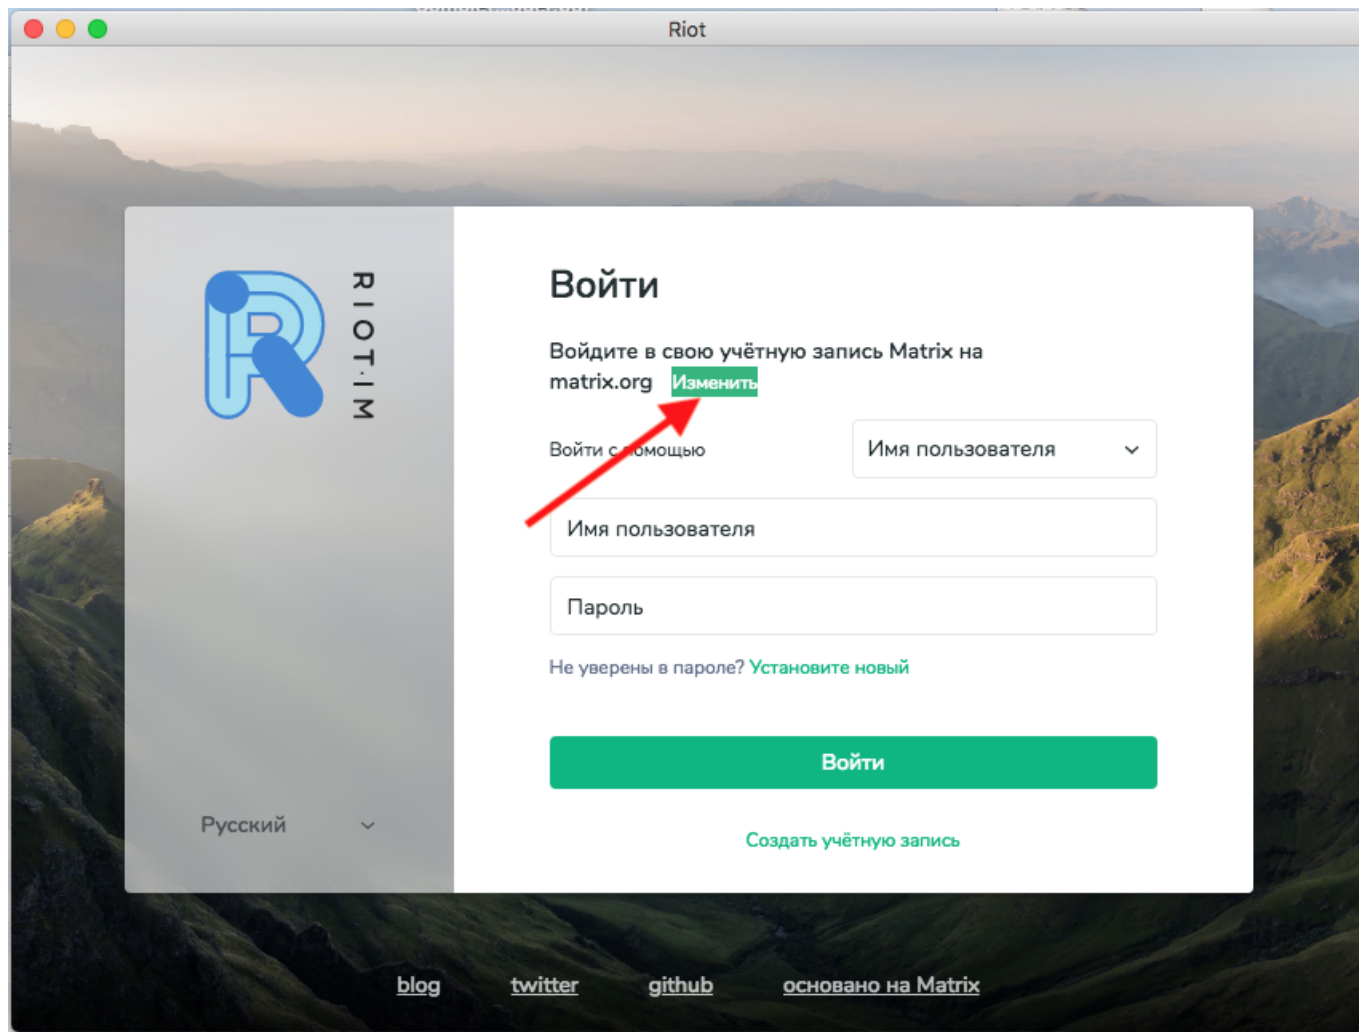 Riot
RIOT.IM
Войти
Войдите в свою учётную запись Matrix на
matrix.org Изменить
Войти с помощью
Имя пользователя
Имя пользователя
Пароль
Не уверены в пароле? Установите новый
Войти
Русский
Создать учётную запись
blog twitter github основано на Matrix